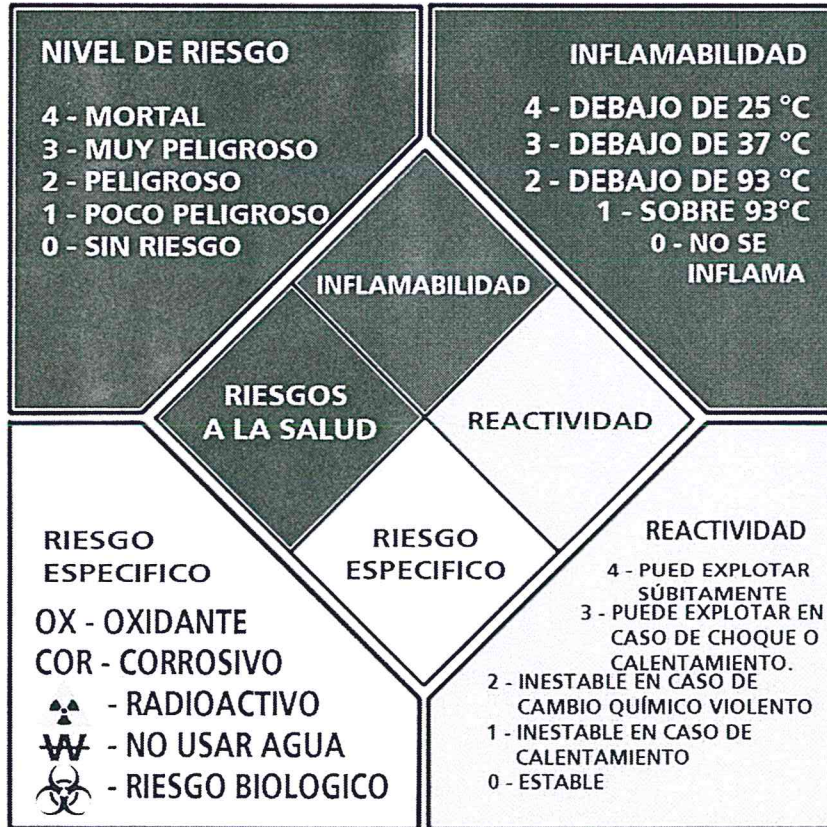 NIVEL DE RIESGO
4 - MORTAL
3 - MUY PELIGROSO
2 - PELIGROSO
1 - POCO PELIGROSO
0 - SIN RIESGO
INFLAMABILIDAD
4 - DEBAJO DE 25 °C
3 - DEBAJO DE 37 °C
2 - DEBAJO DE 93 °C
1 - SOBRE 93°C
0 - NO SE
INFLAMA
INFLAMABILIDAD
RIESGOS
A LA SALUD
REACTIVIDAD
RIESGO
ESPECIFICO
RIESGO
ESPECIFICO
OX - OXIDANTE
COR - CORROSIVO
- RADIOACTIVO
W - NO USAR AGUA
- RIESGO BIOLOGICO
REACTIVIDAD
4 - PUED EXPLOTAR
SÚBITAMENTE
3 - PUEDE EXPLOTAR EN
CASO DE CHOQUE O
CALENTAMIENTO.
2 - INESTABLE EN CASO DE
CAMBIO QUÍMICO VIOLENTO
1 - INESTABLE EN CASO DE
CALENTAMIENTO
0 - ESTABLE